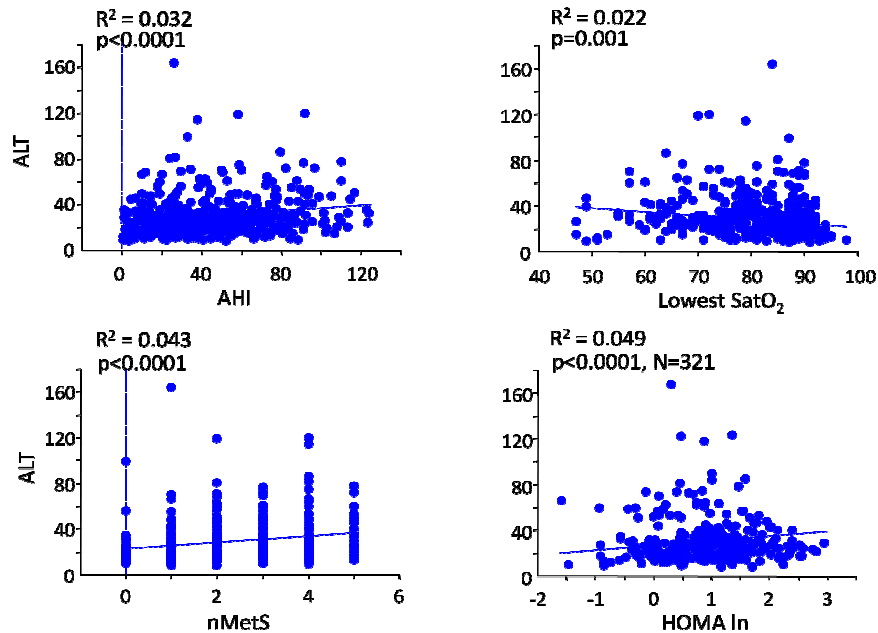 R² = 0.032
p<0.0001
160
120
80
40
0
ALT
0 40 80 120
AHI
R² = 0.022
p=0.001
160
120
80
40
0
40 50 60 70 80 90 100
Lowest SatO₂
R² = 0.043
p<0.0001
160
120
80
40
0
ALT
0 2 4 6
nMetS
R² = 0.049
p<0.0001, N=321
160
120
80
40
0
-2 -1 0 1 2 3
HOMA ln